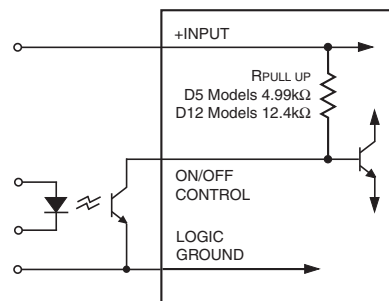 +INPUT
RPULL UP
D5 Models 4.99kΩ
D12 Models 12.4kΩ
ON/OFF
CONTROL
LOGIC
GROUND